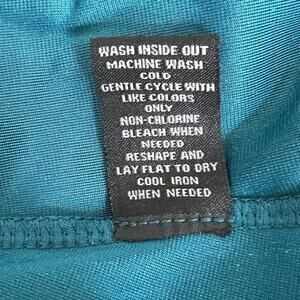 WASH INSIDE OUT
MACHINE WASH
COLD
GENTLE CYCLE WITH
LIKE COLORS
ONLY
NON-CHLORINE
BLEACH WHEN
NEEDED
RESHAPE AND
LAY FLAT TO DRY
COOL IRON
WHEN NEEDED